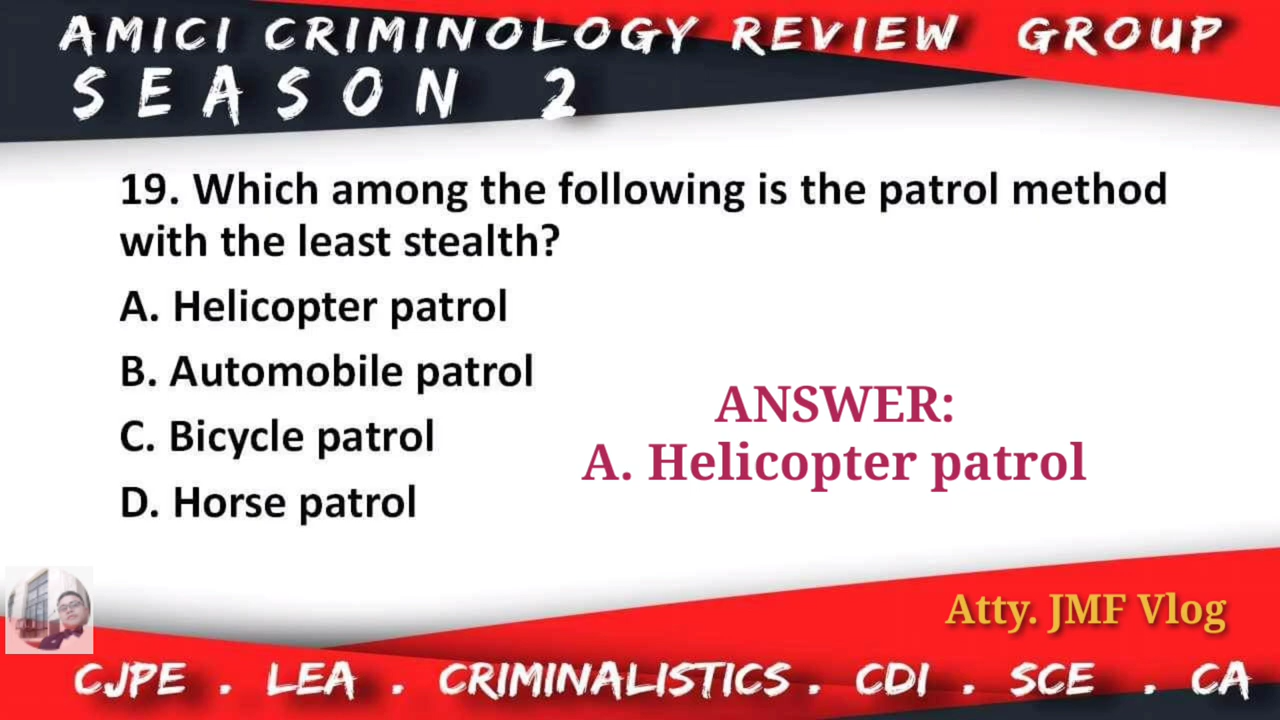 AMICI CRIMINOLOGY REVIEW GROUP
SEASON 2
19. Which among the following is the patrol method
with the least stealth?
A. Helicopter patrol
B. Automobile patrol
C. Bicycle patrol
D. Horse patrol
ANSWER:
A. Helicopter patrol
Atty. JMF Vlog
CJPE . LEA . CRIMINALISTICS . CDI . SCE . CA